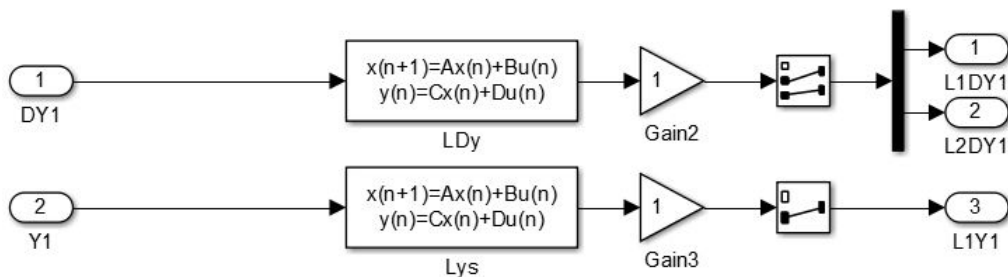 1
DY1
x(n+1)=Ax(n)+Bu(n)
y(n)=Cx(n)+Du(n)
LDy
1
Gain2
1
L1DY1
2
L2DY1
2
Y1
x(n+1)=Ax(n)+Bu(n)
y(n)=Cx(n)+Du(n)
Lys
1
Gain3
3
L1Y1